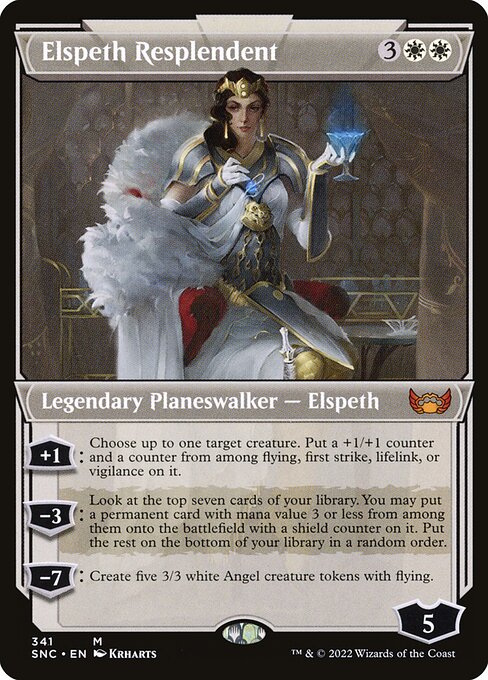 Elspeth Resplendent 3
Legendary Planeswalker — Elspeth
+1 : Choose up to one target creature. Put a +1/+1 counter
and a counter from among flying, first strike, lifelink, or
vigilance on it.
−3 : Look at the top seven cards of your library. You may put
a permanent card with mana value 3 or less from among
them onto the battlefield with a shield counter on it. Put
the rest on the bottom of your library in a random order.
−7 : Create five 3/3 white Angel creature tokens with flying.
5
341 M
SNC • EN Krharts
™ & © 2022 Wizards of the Coast